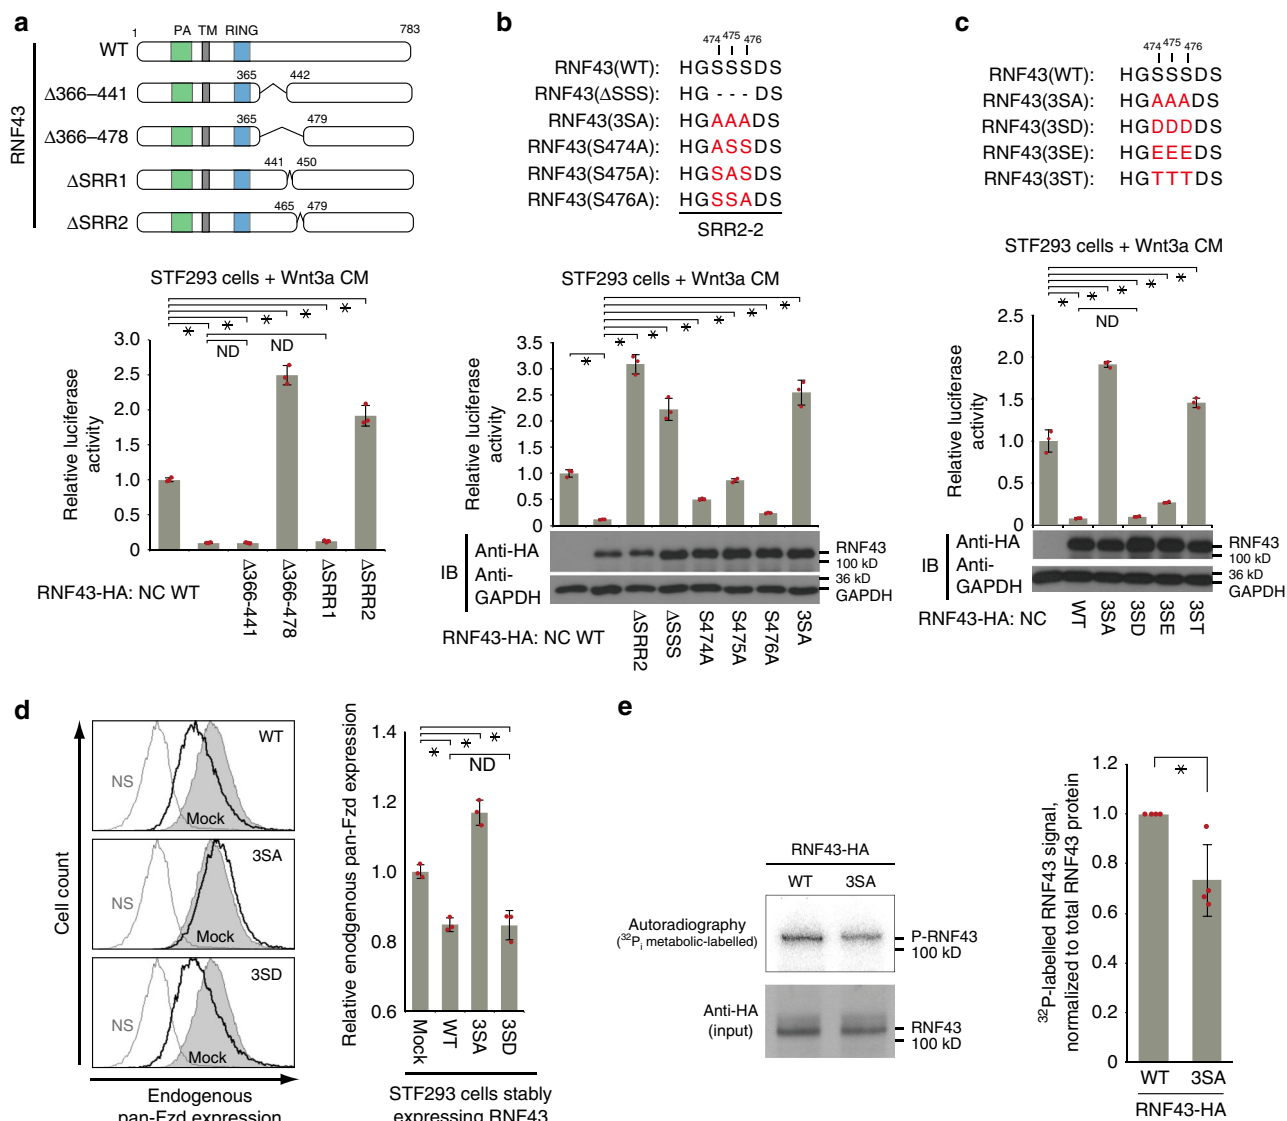 a
RNF43
1 PA TM RING 783
WT
365 442
Δ366–441
365 479
Δ366–478
441 450
ΔSRR1
465 479
ΔSRR2
STF293 cells + Wnt3a CM
* * * * *
ND ND
Relative luciferase activity
3.0
2.5
2.0
1.5
1.0
0.5
0
RNF43-HA: NC WT Δ366-441 Δ366-478 ΔSRR1 ΔSRR2
b
474 475 476
RNF43(WT): HGSSSDS
RNF43(ΔSSS): HG - - - DS
RNF43(3SA): HGAAADS
RNF43(S474A): HGASSDS
RNF43(S475A): HGSASDS
RNF43(S476A): HGSSADS
SRR2-2
STF293 cells + Wnt3a CM
* * * * * * *
Relative luciferase activity
3.5
3.0
2.5
2.0
1.5
1.0
0.5
0
IB
Anti-HA
RNF43
100 kD
Anti-GAPDH
36 kD
GAPDH
RNF43-HA: NC WT ΔSRR2 ΔSSS S474A S475A S476A 3SA
c
474 475 476
RNF43(WT): HGSSSDS
RNF43(3SA): HGAAADS
RNF43(3SD): HGDDDDS
RNF43(3SE): HGEEEDS
RNF43(3ST): HGTTTDS
STF293 cells + Wnt3a CM
* * * * *
ND
Relative luciferase activity
2.5
2.0
1.5
1.0
0.5
0
IB
Anti-HA
RNF43
100 kD
Anti-GAPDH
36 kD
GAPDH
RNF43-HA: NC WT 3SA 3SD 3SE 3ST
d
Cell count
WT
NS
Mock
3SA
NS
Mock
3SD
NS
Mock
Endogenous
pan-Fzd expression
Relative endogenous pan-Fzd expression
1.4
1.2
1.0
0.8
0.6
* * *
ND
Mock WT 3SA 3SD
STF293 cells stably
expressing RNF43
e
RNF43-HA
WT 3SA
Autoradiography
(³²Pᵢ metabolic-labelled)
P-RNF43
100 kD
Anti-HA
(input)
RNF43
100 kD
³²P-labelled RNF43 signal,
normalized to total RNF43 protein
1.2
1.0
0.8
0.6
0.4
0.2
0
*
WT 3SA
RNF43-HA